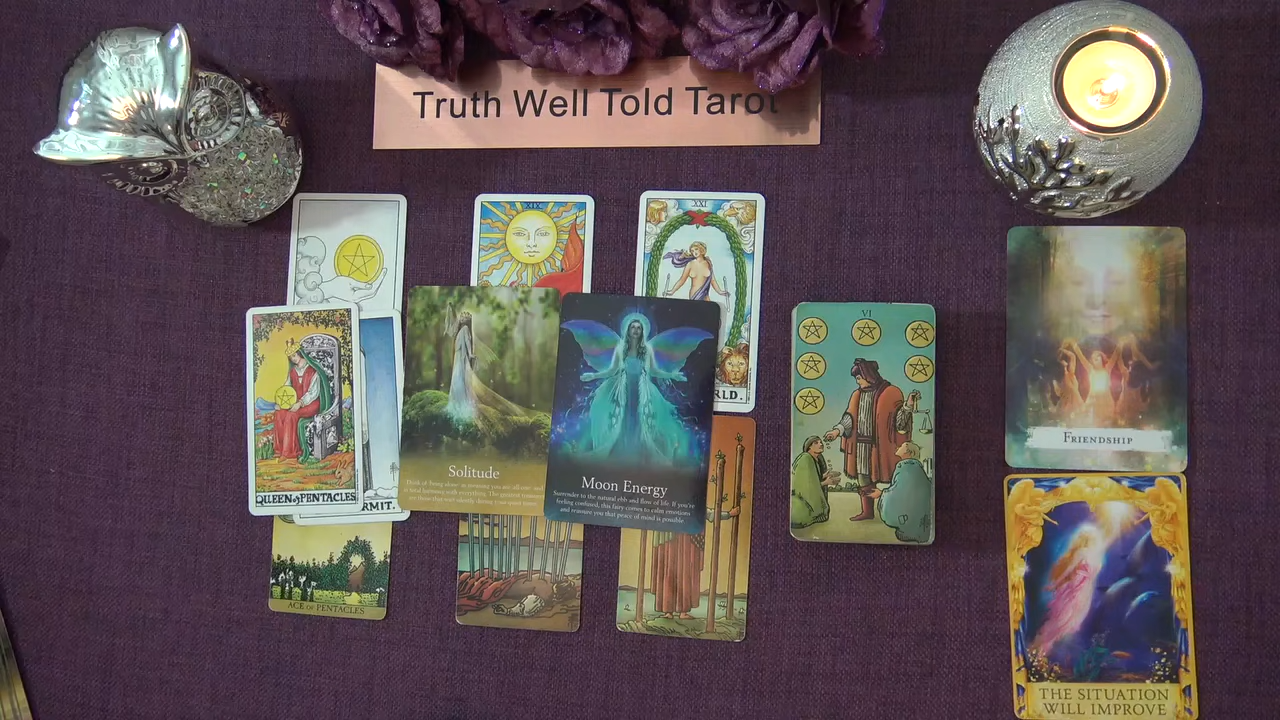 Truth Well Told Tarot
XIX
XXI
RLD.
VI
QUEEN of PENTACLES
RMIT.
Solitude
Moon Energy
Surrender to the natural ebb and flow of life. If you're
feeling confused, this fairy comes to calm emotions
and reassure you that peace of mind is possible.
ACE OF PENTACLES
FRIENDSHIP
THE SITUATION
WILL IMPROVE